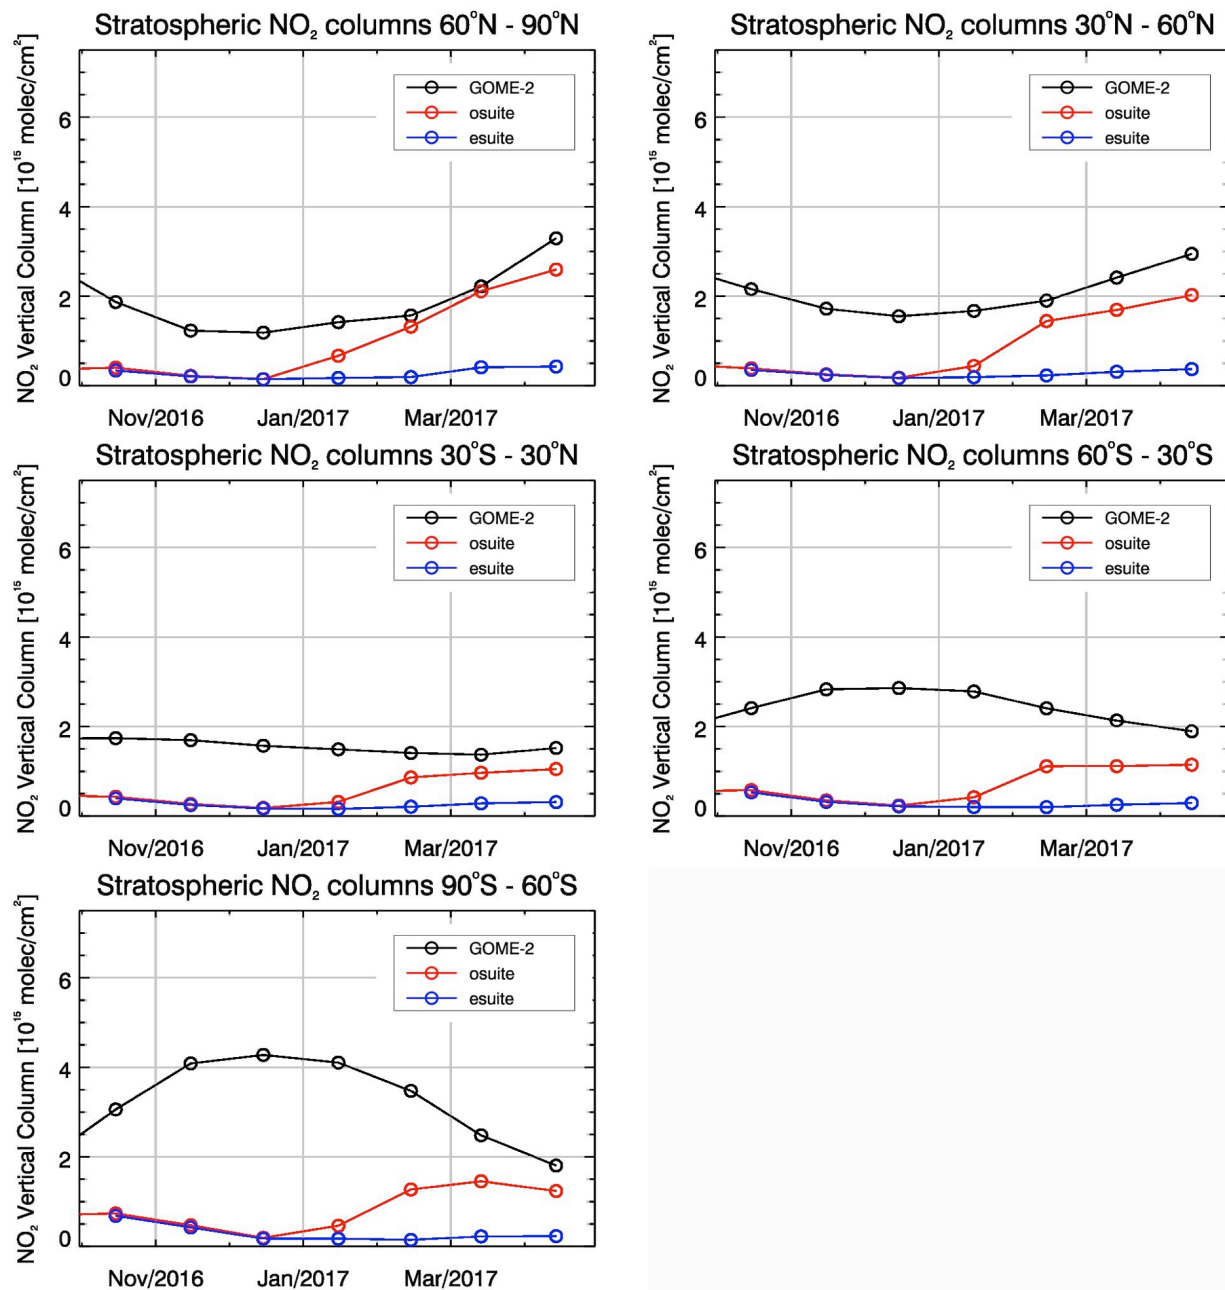 Stratospheric NO₂ columns 60°N - 90°N
NO₂ Vertical Column [10¹⁵ molec/cm²]
GOME-2
osuite
esuite
6
4
2
0
Nov/2016 Jan/2017 Mar/2017
Stratospheric NO₂ columns 30°N - 60°N
NO₂ Vertical Column [10¹⁵ molec/cm²]
GOME-2
osuite
esuite
6
4
2
0
Nov/2016 Jan/2017 Mar/2017
Stratospheric NO₂ columns 30°S - 30°N
NO₂ Vertical Column [10¹⁵ molec/cm²]
GOME-2
osuite
esuite
6
4
2
0
Nov/2016 Jan/2017 Mar/2017
Stratospheric NO₂ columns 60°S - 30°S
NO₂ Vertical Column [10¹⁵ molec/cm²]
GOME-2
osuite
esuite
6
4
2
0
Nov/2016 Jan/2017 Mar/2017
Stratospheric NO₂ columns 90°S - 60°S
NO₂ Vertical Column [10¹⁵ molec/cm²]
GOME-2
osuite
esuite
6
4
2
0
Nov/2016 Jan/2017 Mar/2017